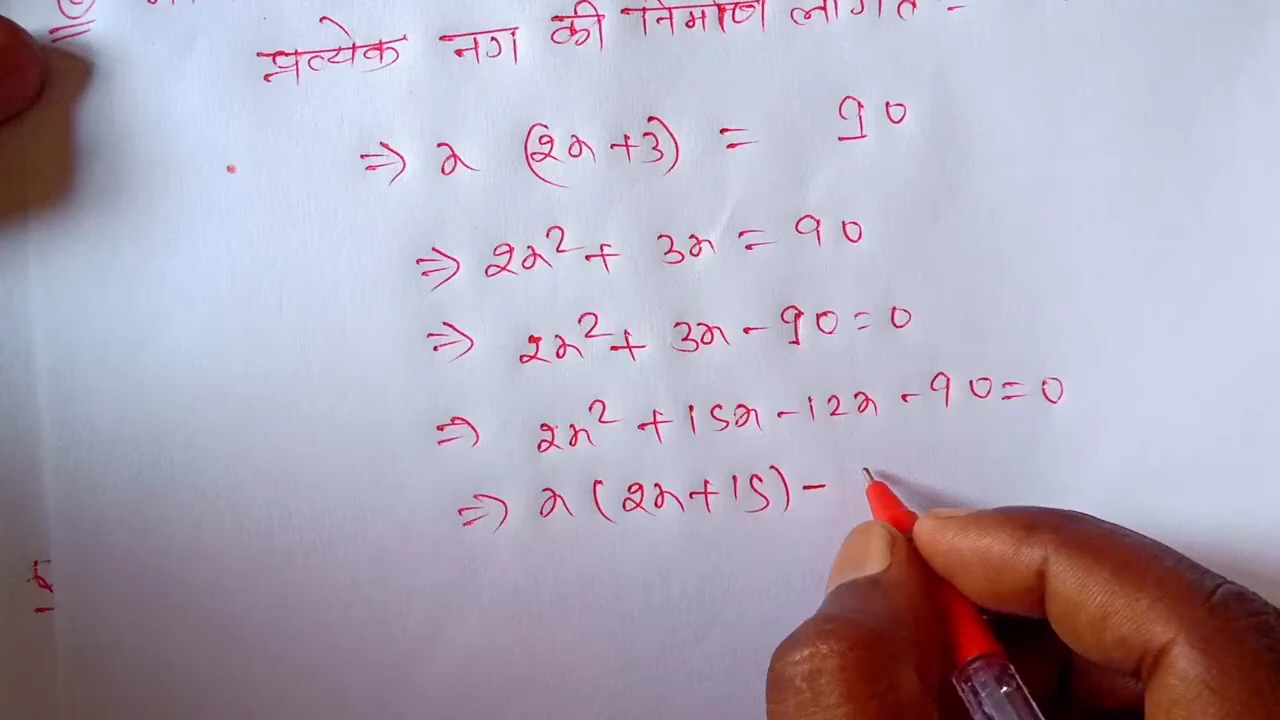 प्रत्येक नग की निर्माण लागत =
⇒ x (2x+3) = 90
⇒ 2x² + 3x = 90
⇒ 2x² + 3x - 90 = 0
⇒ 2x² + 15x - 12x - 90 = 0
⇒ x (2x+15) -